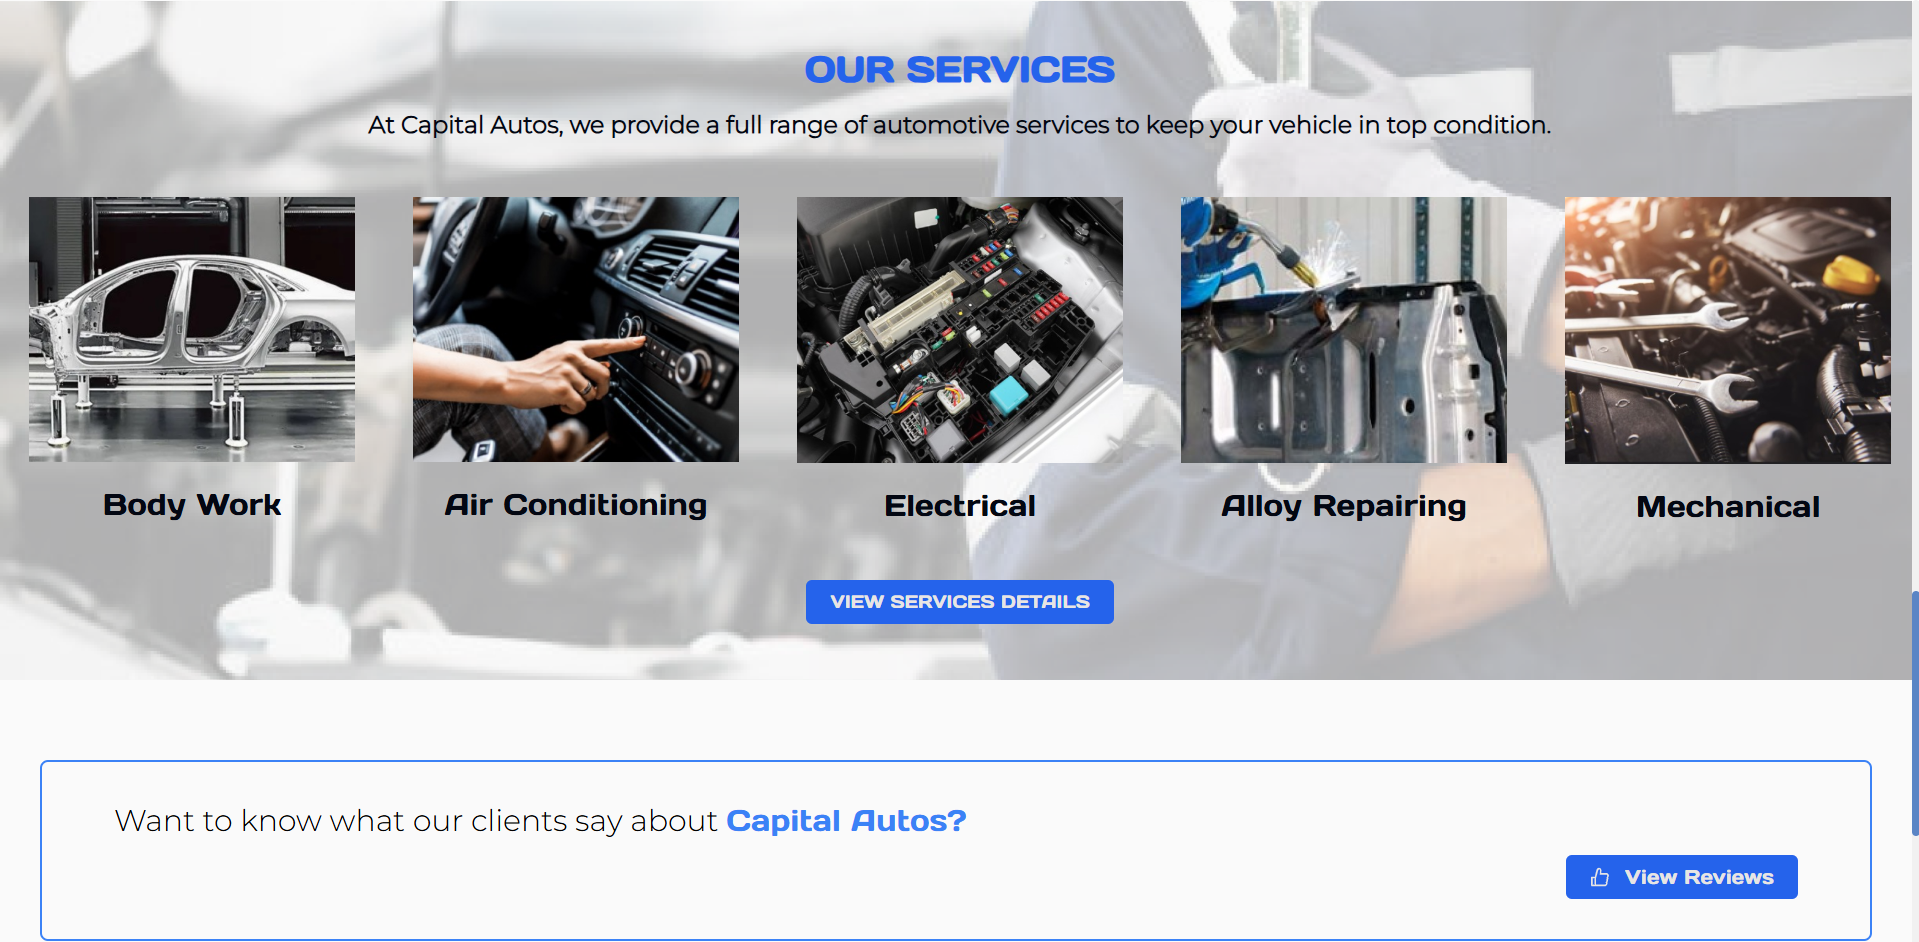 OUR SERVICES
At Capital Autos, we provide a full range of automotive services to keep your vehicle in top condition.
Body Work
Air Conditioning
Electrical
Alloy Repairing
Mechanical
VIEW SERVICES DETAILS
Want to know what our clients say about Capital Autos?
View Reviews